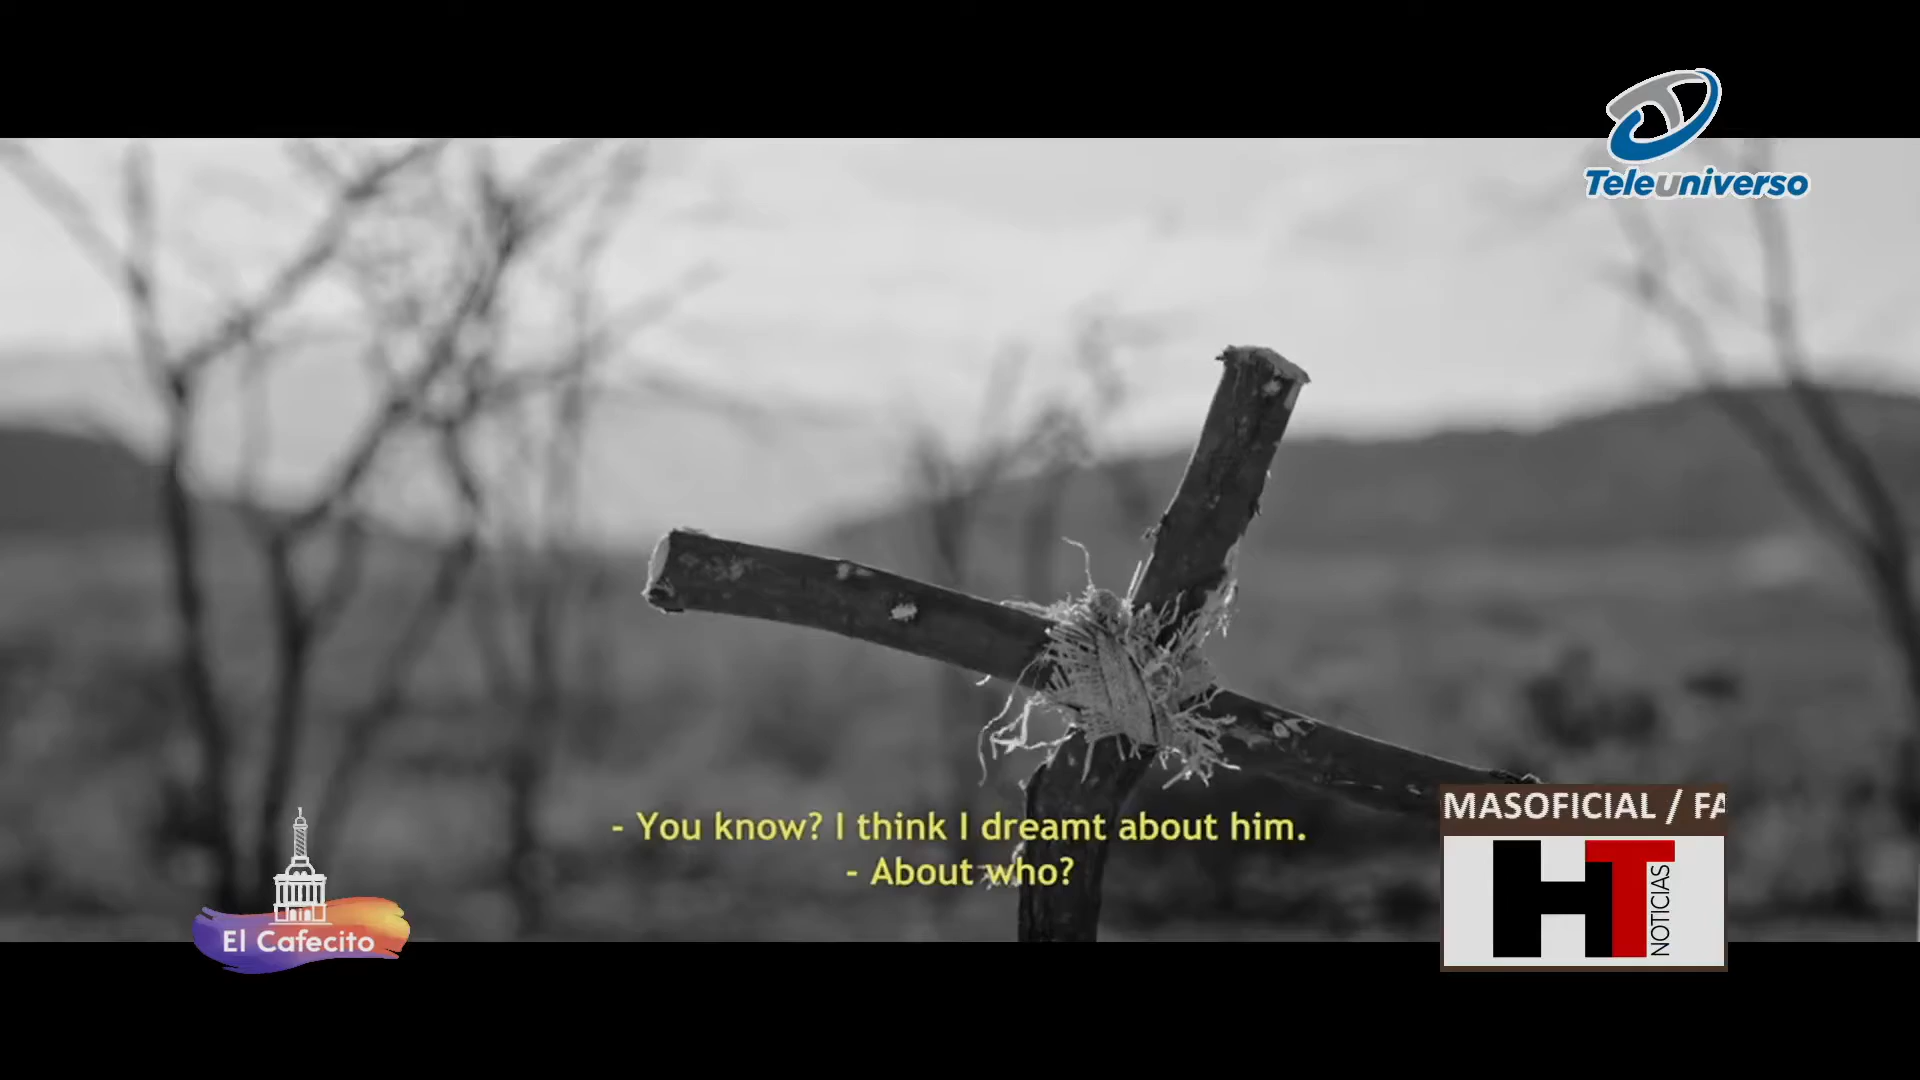 Teleuniverso
- You know? I think I dreamt about him.
- About who?
MASOFICIAL / FA
HT
NOTICIAS
El Cafecito